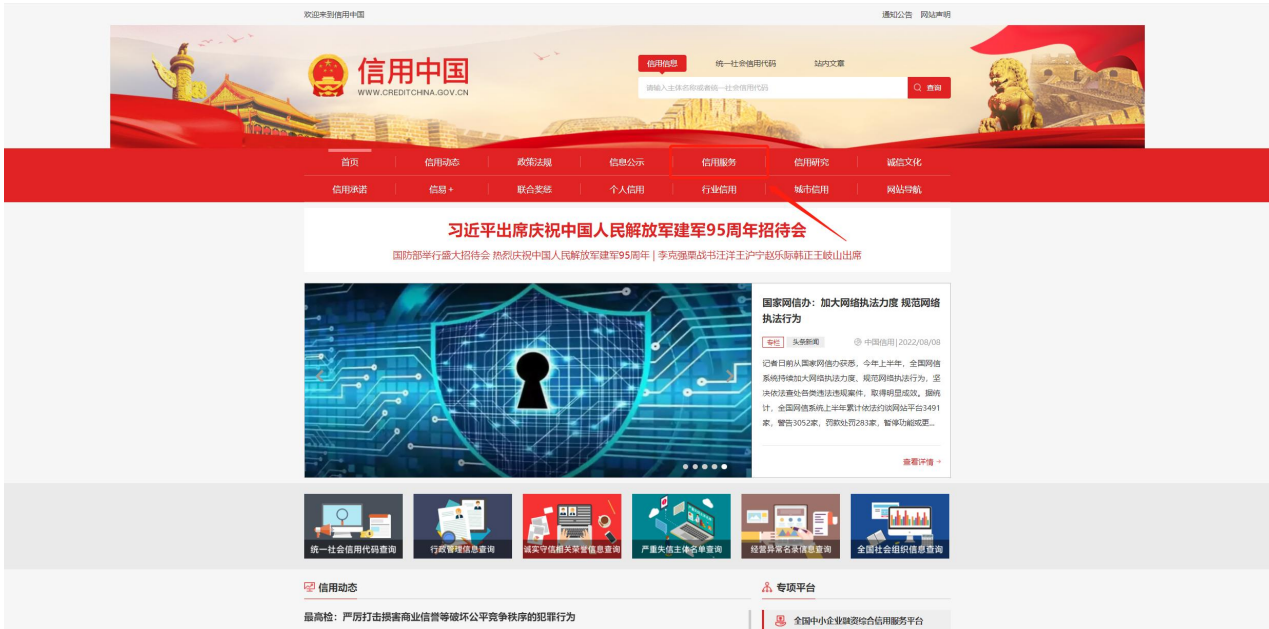 欢迎来到信用中国
通知公告 网站声明
信用中国
WWW.CREDITCHINA.GOV.CN
信用信息 统一社会信用代码 站内文章
请输入主体名称或者统一社会信用代码 查询
首页 信用动态 政策法规 信息公示 信用服务 信用研究 诚信文化
信用承诺 信易+ 联合奖惩 个人信用 行业信用 城市信用 网站导航
习近平出席庆祝中国人民解放军建军95周年招待会
国防部举行盛大招待会 热烈庆祝中国人民解放军建军95周年 | 李克强栗战书汪洋王沪宁赵乐际韩正王岐山出席
国家网信办：加大网络执法力度 规范网络
执法行为
专栏 头条新闻 中国信用 | 2022/08/08
记者日前从国家网信办获悉，今年上半年，全国网信
系统持续加大网络执法力度、规范网络执法行为，坚
决依法查处各类违法违规案件，取得明显成效。据统
计，全国网信系统上半年累计依法约谈网站平台3491
家，警告3052家，罚款处罚283家，暂停功能或更...
查看详情
统一社会信用代码查询 行政管理信息查询 诚实守信相关荣誉信息查询 严重失信主体名单查询 经营异常名录信息查询 全国社会组织信息查询
信用动态
专项平台
最高检：严厉打击损害商业信誉等破坏公平竞争秩序的犯罪行为
全国中小企业融资综合信用服务平台